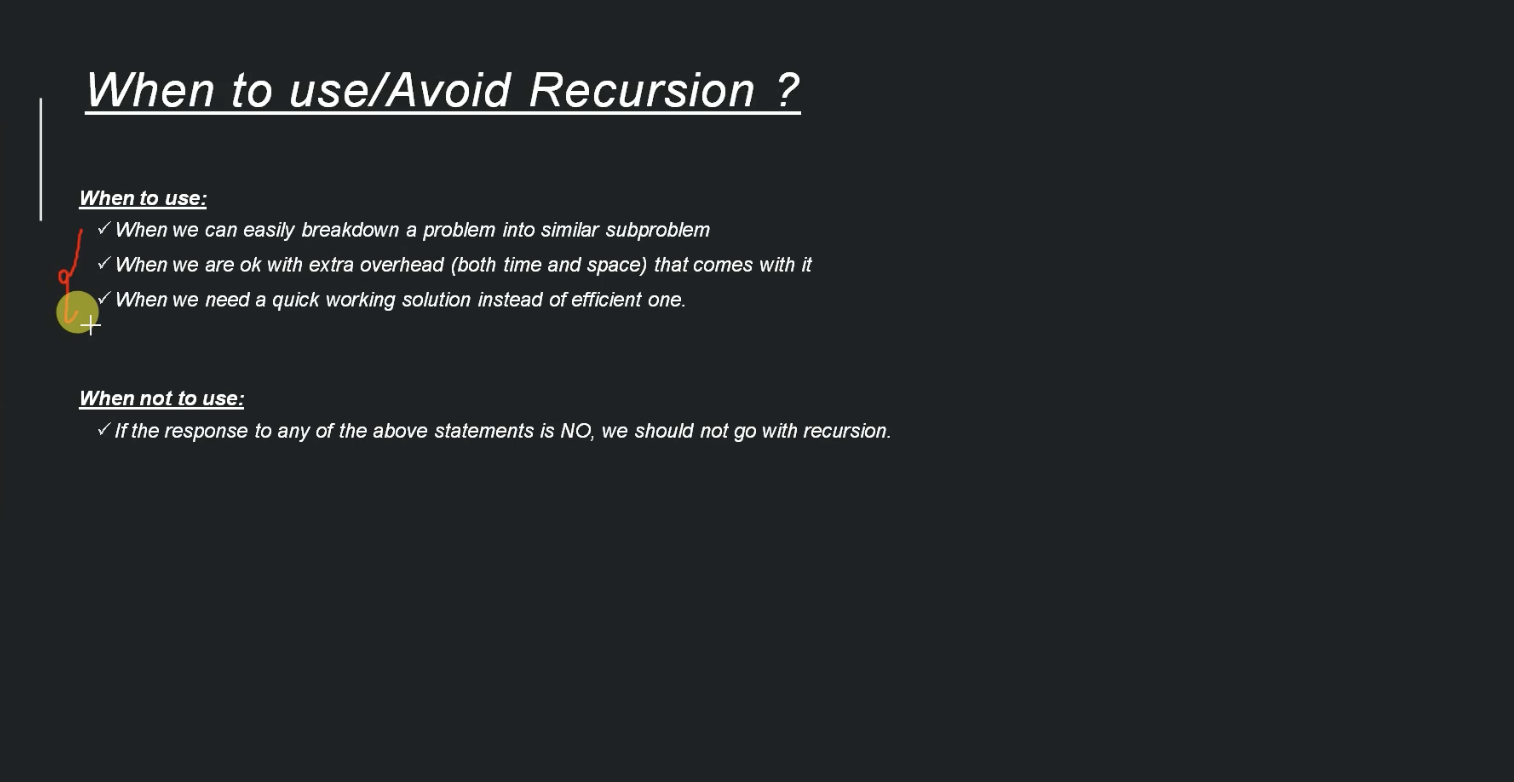 When to use/Avoid Recursion ?
When to use:
✓ When we can easily breakdown a problem into similar subproblem
✓ When we are ok with extra overhead (both time and space) that comes with it
✓ When we need a quick working solution instead of efficient one.
When not to use:
✓ If the response to any of the above statements is NO, we should not go with recursion.